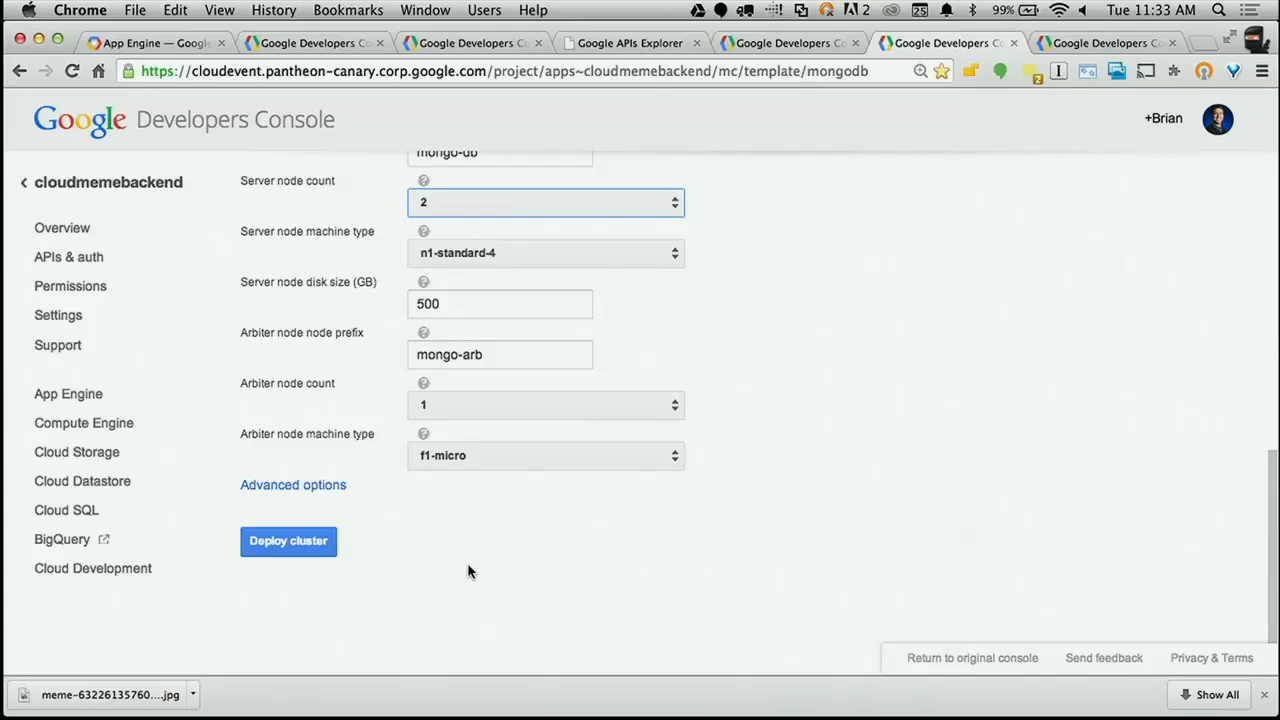 Chrome File Edit View History Bookmarks Window Users Help 2 25 99% Tue 11:33 AM
App Engine — Google Google Developers Co Google Developers Co Google APIs Explorer Google Developers Co Google Developers Co Google Developers Co
https://cloudevent.pantheon-canary.corp.google.com/project/apps~cloudmemebackend/mc/template/mongodb 2
Google Developers Console
+Brian
cloudmemebackend
Overview
APIs & auth
Permissions
Settings
Support
App Engine
Compute Engine
Cloud Storage
Cloud Datastore
Cloud SQL
BigQuery
Cloud Development
mongo-db
Server node count
2
Server node machine type
n1-standard-4
Server node disk size (GB)
500
Arbiter node node prefix
mongo-arb
Arbiter node count
1
Arbiter node machine type
f1-micro
Advanced options
Deploy cluster
Return to original console Send feedback Privacy & Terms
meme-63226135760....jpg
Show All